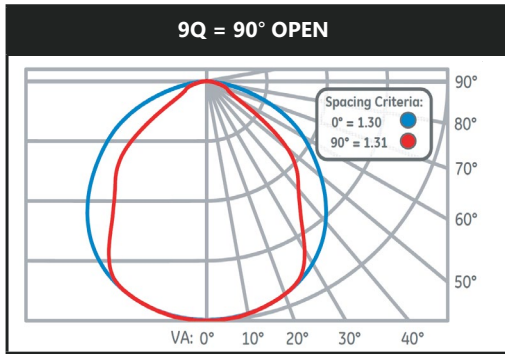 9Q = 90° OPEN
Spacing Criteria:
0° = 1.30
90° = 1.31
90°
80°
70°
60°
50°
VA: 0° 10° 20° 30° 40°